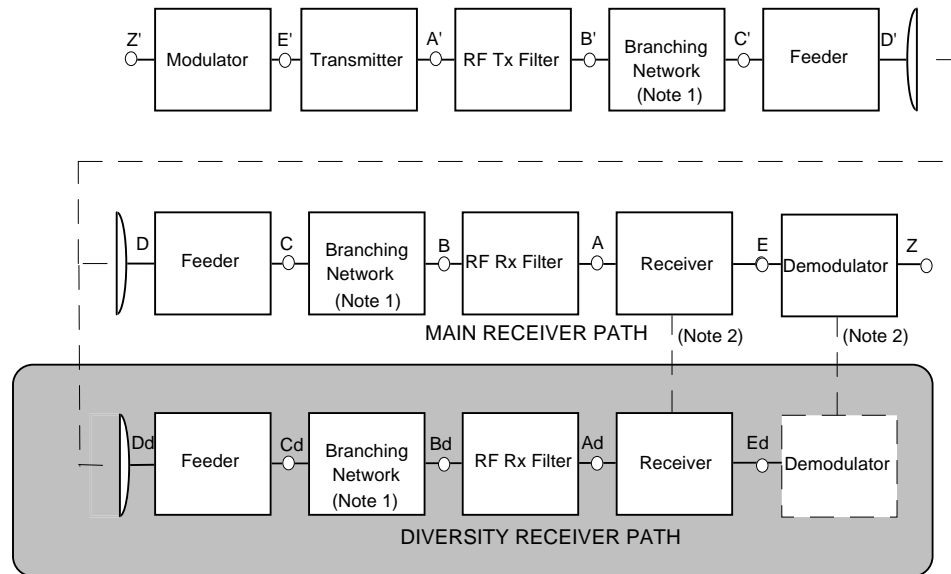 Z'
Modulator
E'
Transmitter
A'
RF Tx Filter
B'
Branching
Network
(Note 1)
C'
Feeder
D'
D
Feeder
C
Branching
Network
(Note 1)
B
RF Rx Filter
A
Receiver
E
Demodulator
Z
MAIN RECEIVER PATH
(Note 2)
(Note 2)
Dd
Feeder
Cd
Branching
Network
(Note 1)
Bd
RF Rx Filter
Ad
Receiver
Ed
Demodulator
DIVERSITY RECEIVER PATH